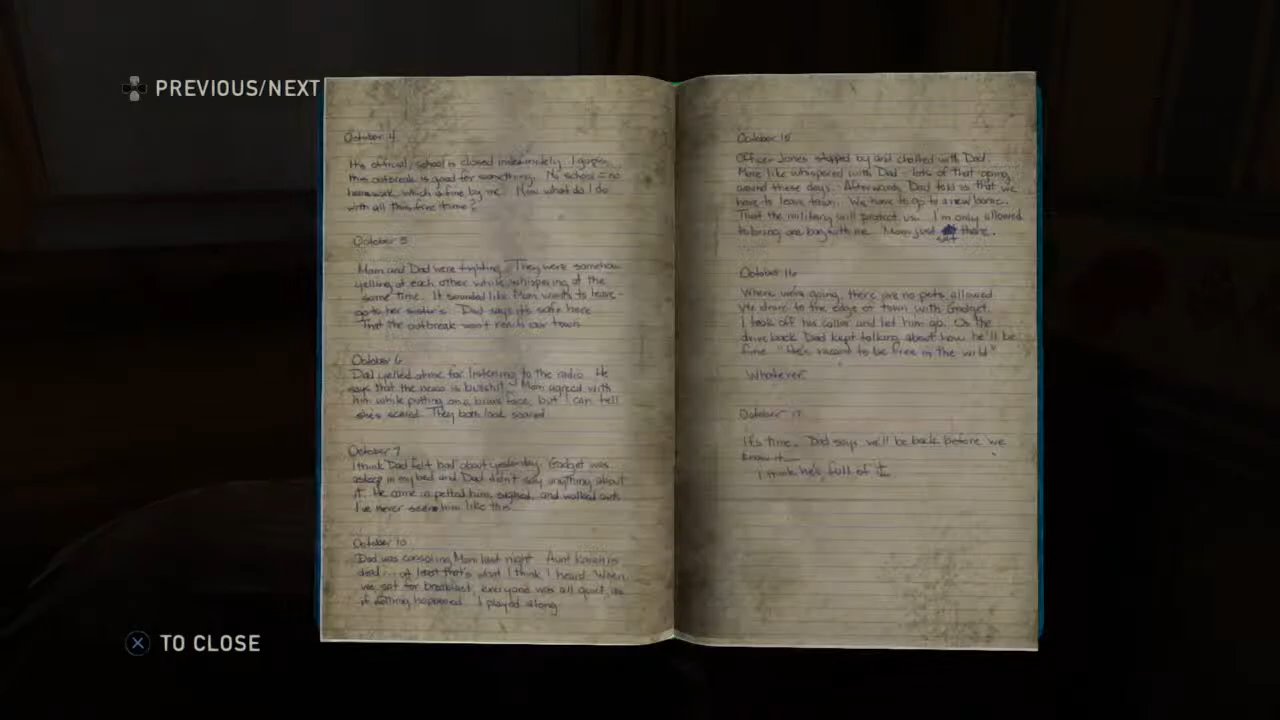 PREVIOUS/NEXT
October 4
It's official, school is closed indefinitely. I guess
this outbreak is good for something. No school = no
homework, which is fine by me. Now what do I do
with all this free time?
October 5
Mom and Dad were fighting. They were somehow
yelling at each other while whispering at the
same time. It sounded like Mom wants to leave -
go to her sister's. Dad says it's safe here
That the outbreak won't reach our town
October 6
Dad yelled at me for listening to the radio. He
says that the news is bullshit. Mom agreed with
him while putting on a brave face, but I can tell
she's scared. They both look scared
October 7
I think Dad felt bad about yesterday. Gadget was
asleep in my bed and Dad didn't say anything about
it. He came in petted him, sighed, and walked out.
I've never seen him like this.
October 10
Dad was consoling Mom last night. Aunt Karen is
dead... at least that's what I think I heard. When
we sat for breakfast, everyone was all quiet, as
if nothing happened. I played along
October 15
Officer Jones stopped by and chatted with Dad.
More like whispered with Dad - lots of that going
around these days. Afterwards, Dad told us that we
have to leave town. We have to go to a new home.
That the military will protect us. I'm only allowed
to bring one bag with me. Mom just sat there.
October 16
Where we're going, there are no pets allowed
We drove to the edge of town with Gadget.
I took off his collar and let him go. On the
drive back Dad kept talking about how he'll be
fine. "He's meant to be free in the wild"
Whatever.
October 17
It's time. Dad says we'll be back before we
know it
I think he's full of it
TO CLOSE